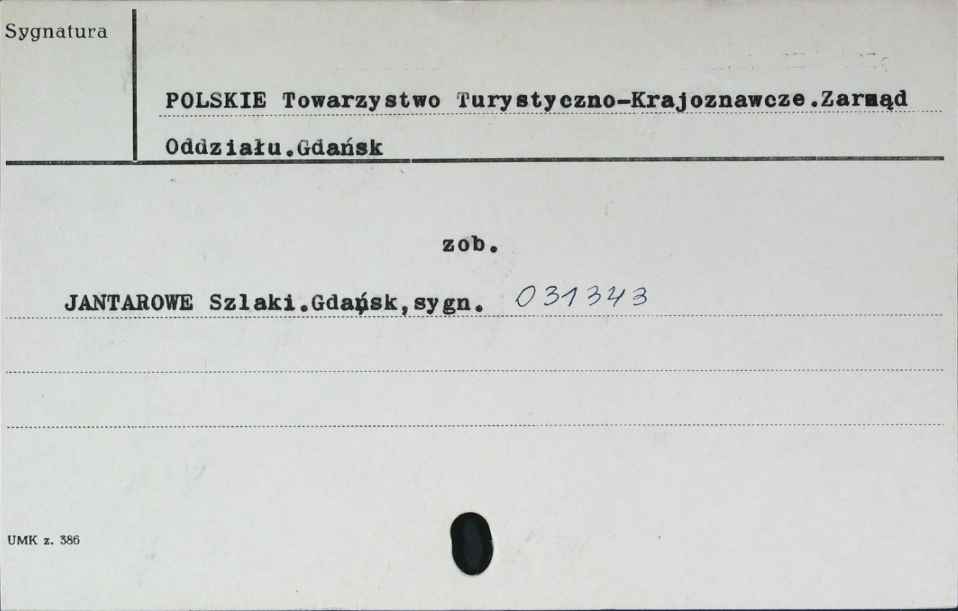 Sygnatura
POLSKIE Towarzystwo Turystyczno-Krajoznawcze.Zarząd
Oddziału.Gdańsk
zob.
JANTAROWE Szlaki.Gdańsk,sygn. 031343
UMK z. 386